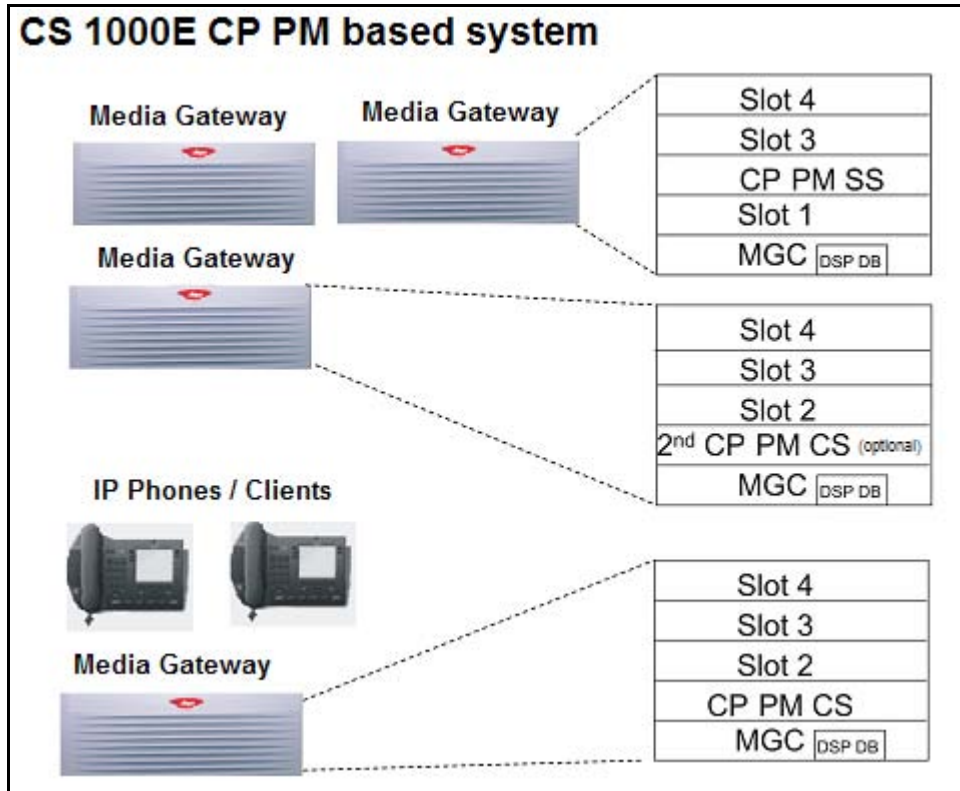 CS 1000E CP PM based system
Media Gateway
Media Gateway
Slot 4
Slot 3
CP PM SS
Slot 1
MGC DSP DB
Media Gateway
Slot 4
Slot 3
Slot 2
2nd CP PM CS (optional)
MGC DSP DB
IP Phones / Clients
Media Gateway
Slot 4
Slot 3
Slot 2
CP PM CS
MGC DSP DB